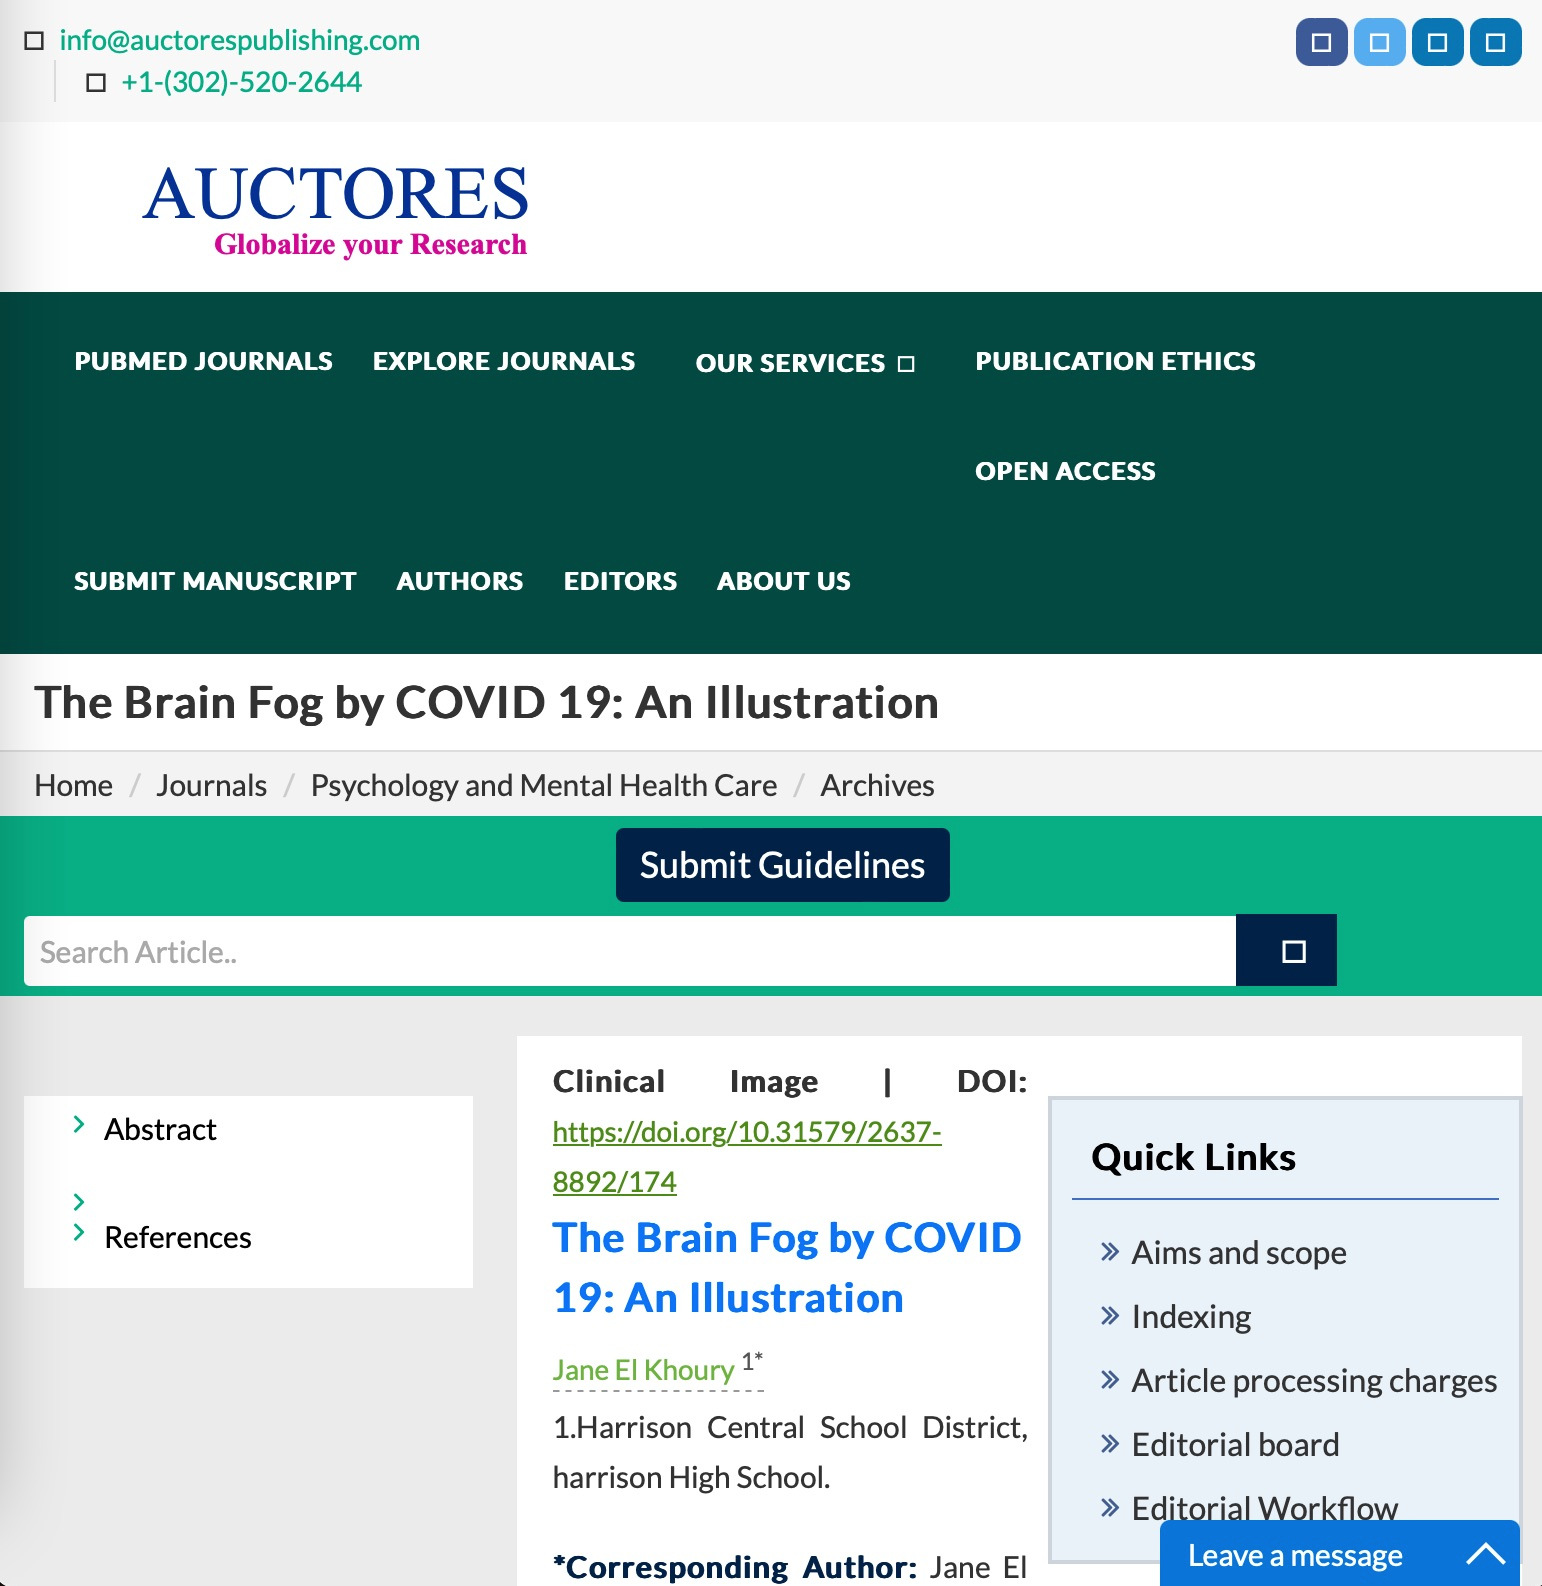 info@auctorespublishing.com
+1-(302)-520-2644
AUCTORES
Globalize your Research
PUBMED JOURNALS EXPLORE JOURNALS OUR SERVICES PUBLICATION ETHICS
OPEN ACCESS
SUBMIT MANUSCRIPT AUTHORS EDITORS ABOUT US
The Brain Fog by COVID 19: An Illustration
Home / Journals / Psychology and Mental Health Care / Archives
Submit Guidelines
Search Article..
Abstract
References
Clinical Image | DOI:
https://doi.org/10.31579/2637-
8892/174
The Brain Fog by COVID
19: An Illustration
Jane El Khoury 1*
1.Harrison Central School District,
harrison High School.
*Corresponding Author: Jane El
Quick Links
Aims and scope
Indexing
Article processing charges
Editorial board
Editorial Workflow
Leave a message